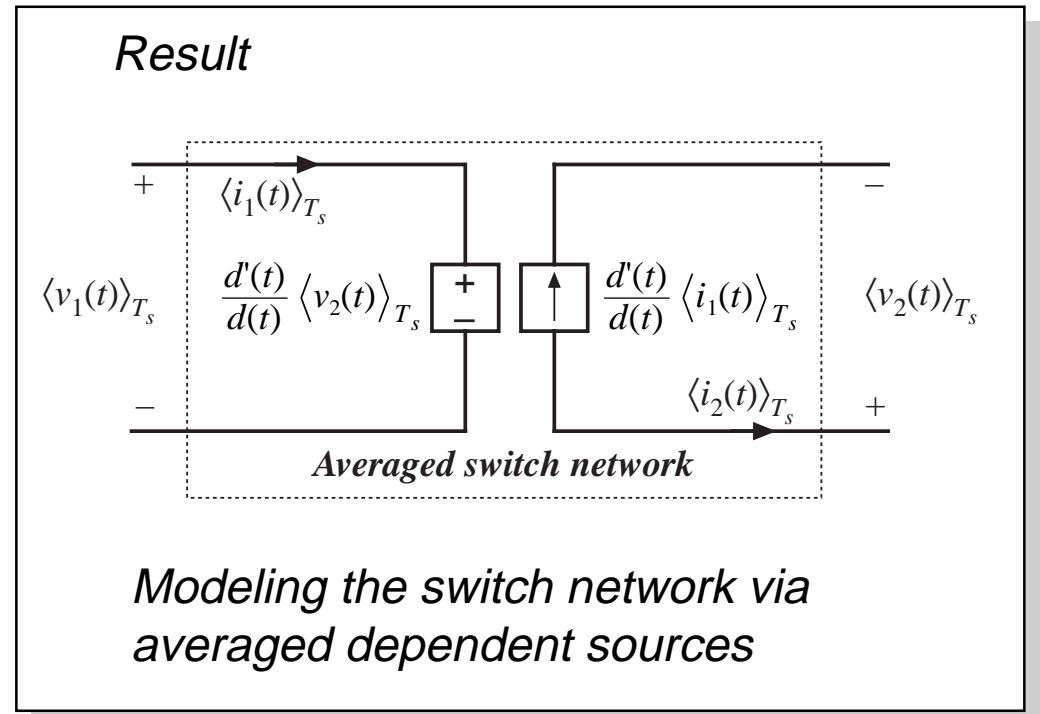 Result
+ ⟨i₁(t)⟩Tₛ −
⟨v₁(t)⟩Tₛ d'(t)/d(t) ⟨v₂(t)⟩Tₛ + − d'(t)/d(t) ⟨i₁(t)⟩Tₛ ⟨v₂(t)⟩Tₛ
− ⟨i₂(t)⟩Tₛ +
Averaged switch network
Modeling the switch network via
averaged dependent sources